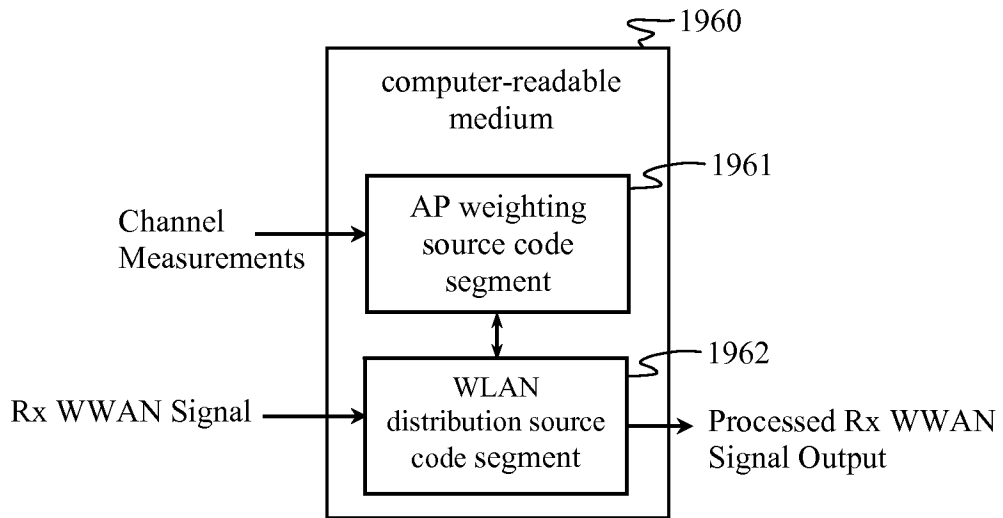 1960
computer-readable
medium
1961
AP weighting
source code
segment
Channel
Measurements
1962
WLAN
distribution source
code segment
Rx WWAN Signal
Processed Rx WWAN
Signal Output